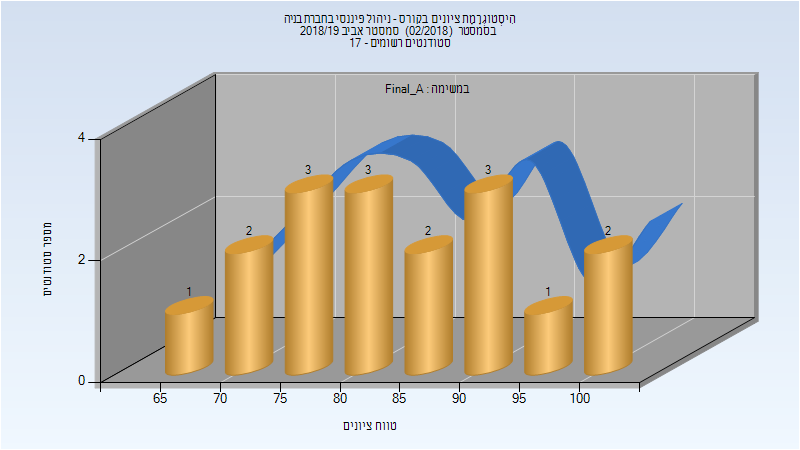 היסטוגרמת ציונים בקורס - ניהול פיננסי בחברת בניה
בסמסטר (02/2018) סמסטר אביב 2018/19
סטודנטים רשומים - 17
במשימה : Final_A
מספר סטודנטים
4
2
0
1
2
3
3
2
3
1
2
65 70 75 80 85 90 95 100
טווח ציונים